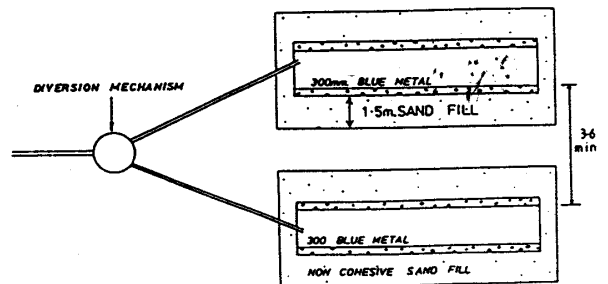 DIVERSION MECHANISM
300mm BLUE METAL
1·5m SAND FILL
3·6
min
300 BLUE METAL
NON COHESIVE SAND FILL